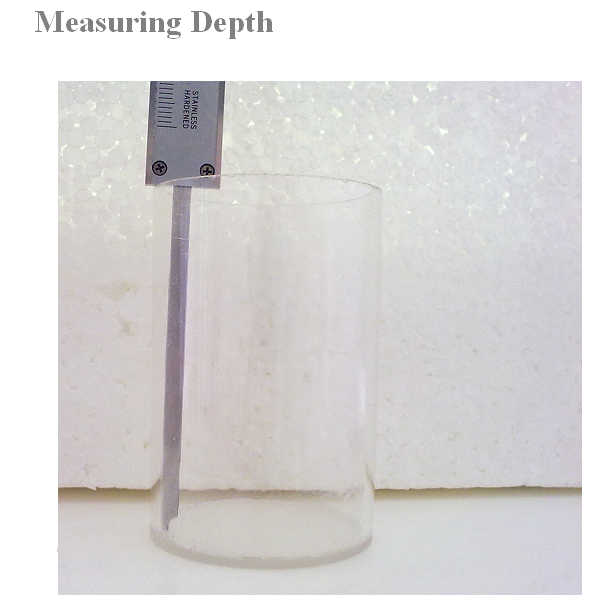 Measuring Depth
STAINLESS
HARDENED